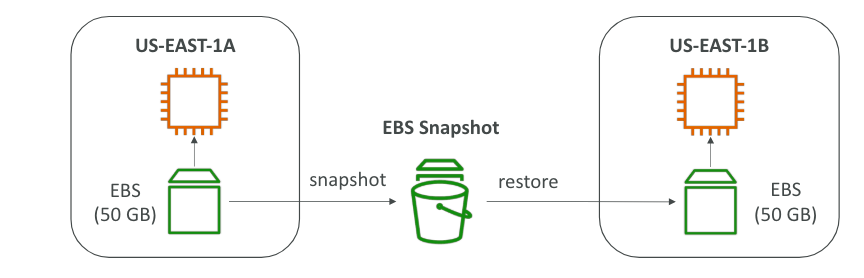 US-EAST-1A
US-EAST-1B
EBS Snapshot
snapshot
restore
EBS
(50 GB)
EBS
(50 GB)